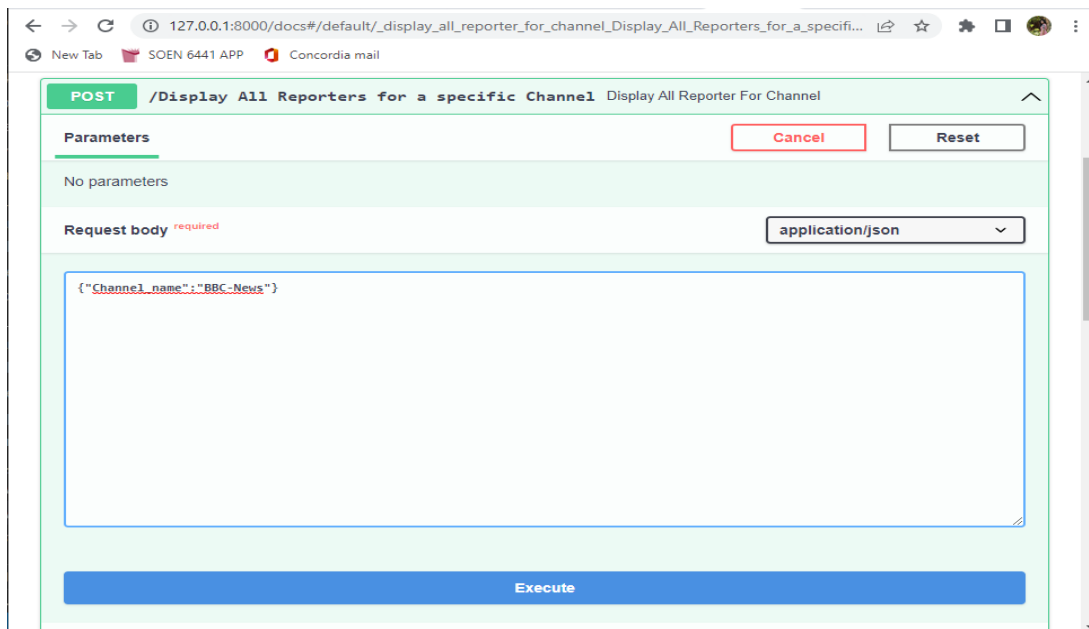 127.0.0.1:8000/docs#/default/_display_all_reporter_for_channel_Display_All_Reporters_for_a_specifi...
New Tab SOEN 6441 APP Concordia mail
POST /Display All Reporters for a specific Channel Display All Reporter For Channel
Parameters Cancel Reset
No parameters
Request body required application/json
{"Channel_name":"BBC-News"}
Execute